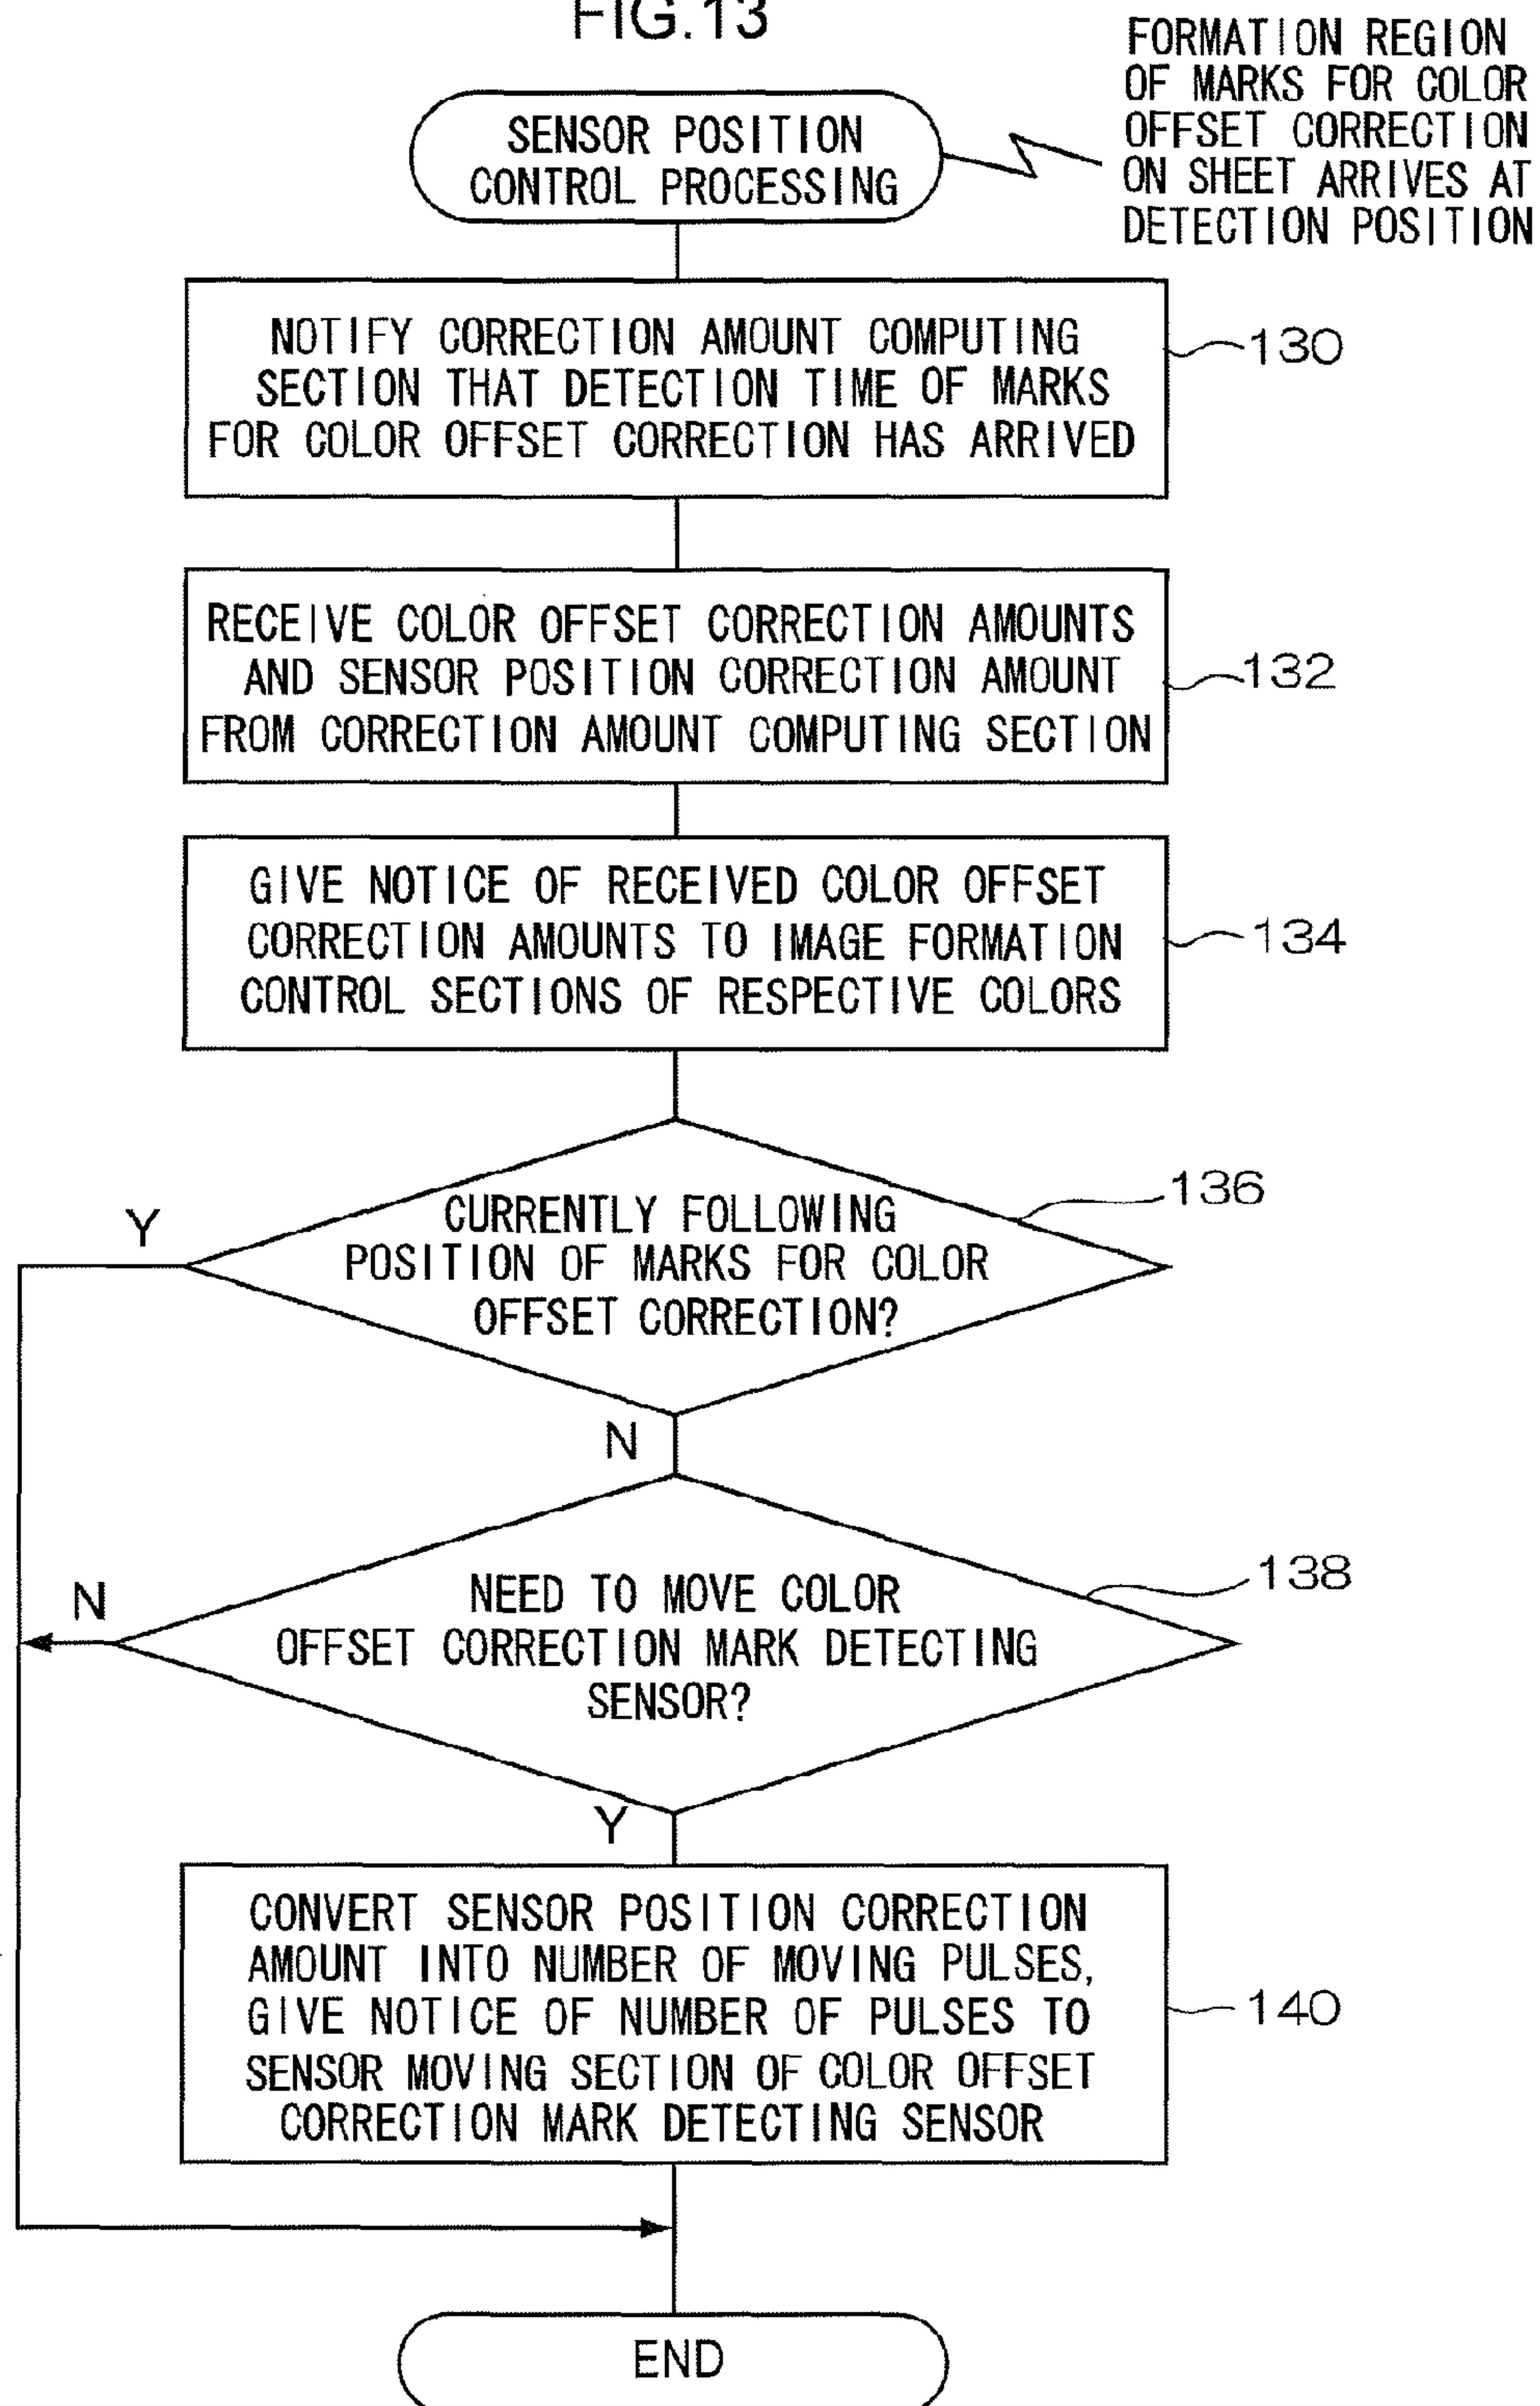 FIG.13
FORMATION REGION
OF MARKS FOR COLOR
OFFSET CORRECTION
ON SHEET ARRIVES AT
DETECTION POSITION
SENSOR POSITION
CONTROL PROCESSING
NOTIFY CORRECTION AMOUNT COMPUTING
SECTION THAT DETECTION TIME OF MARKS
FOR COLOR OFFSET CORRECTION HAS ARRIVED
130
RECEIVE COLOR OFFSET CORRECTION AMOUNTS
AND SENSOR POSITION CORRECTION AMOUNT
FROM CORRECTION AMOUNT COMPUTING SECTION
132
GIVE NOTICE OF RECEIVED COLOR OFFSET
CORRECTION AMOUNTS TO IMAGE FORMATION
CONTROL SECTIONS OF RESPECTIVE COLORS
134
CURRENTLY FOLLOWING
POSITION OF MARKS FOR COLOR
OFFSET CORRECTION?
136
Y
N
NEED TO MOVE COLOR
OFFSET CORRECTION MARK DETECTING
SENSOR?
138
N
Y
CONVERT SENSOR POSITION CORRECTION
AMOUNT INTO NUMBER OF MOVING PULSES,
GIVE NOTICE OF NUMBER OF PULSES TO
SENSOR MOVING SECTION OF COLOR OFFSET
CORRECTION MARK DETECTING SENSOR
140
END